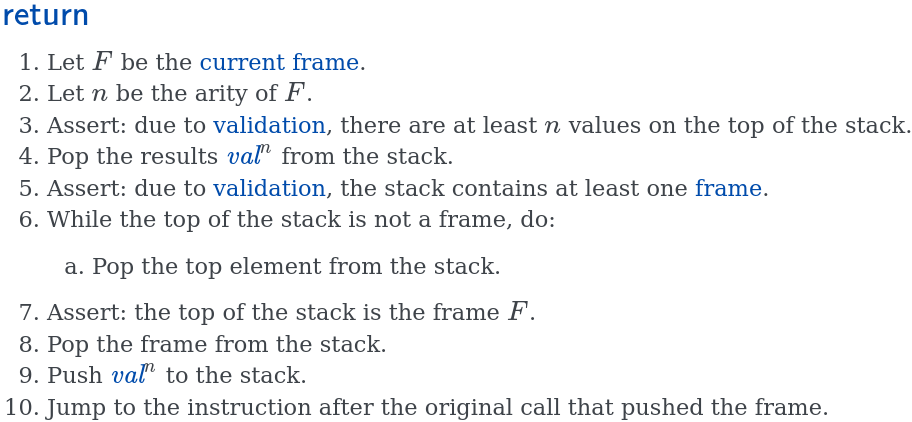 return
1. Let F be the current frame.
2. Let n be the arity of F.
3. Assert: due to validation, there are at least n values on the top of the stack.
4. Pop the results valⁿ from the stack.
5. Assert: due to validation, the stack contains at least one frame.
6. While the top of the stack is not a frame, do:
a. Pop the top element from the stack.
7. Assert: the top of the stack is the frame F.
8. Pop the frame from the stack.
9. Push valⁿ to the stack.
10. Jump to the instruction after the original call that pushed the frame.